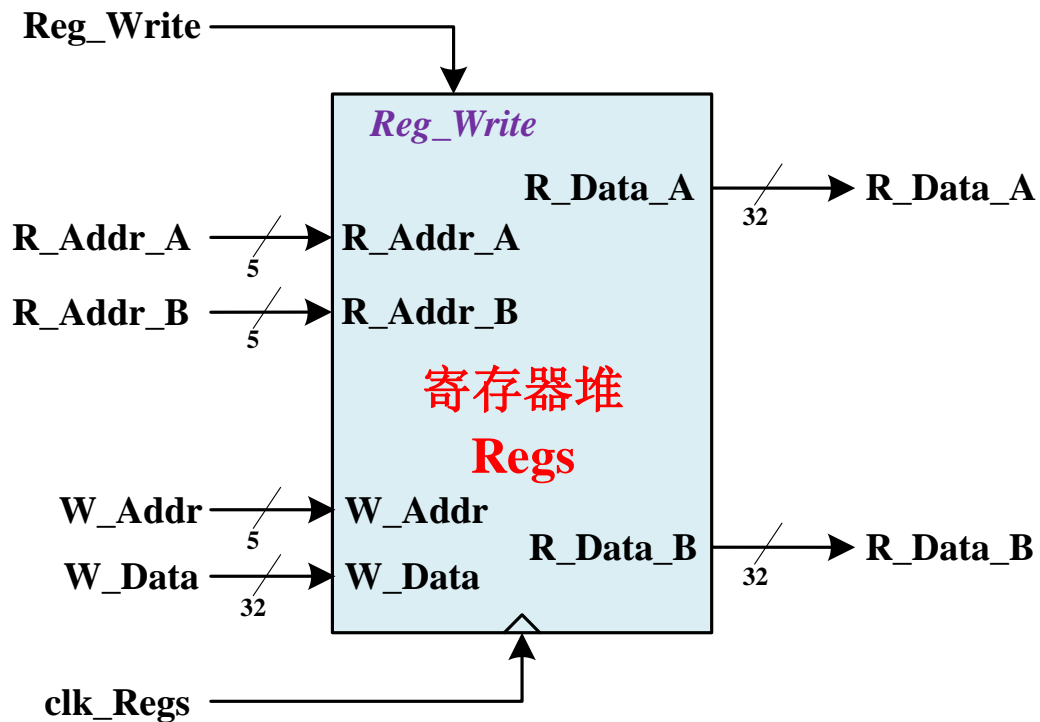 Reg_Write
Reg_Write
R_Data_A
R_Data_A
32
R_Addr_A
R_Addr_A
5
R_Addr_B
R_Addr_B
5
寄存器堆
Regs
W_Addr
W_Addr
5
R_Data_B
R_Data_B
32
W_Data
W_Data
32
clk_Regs